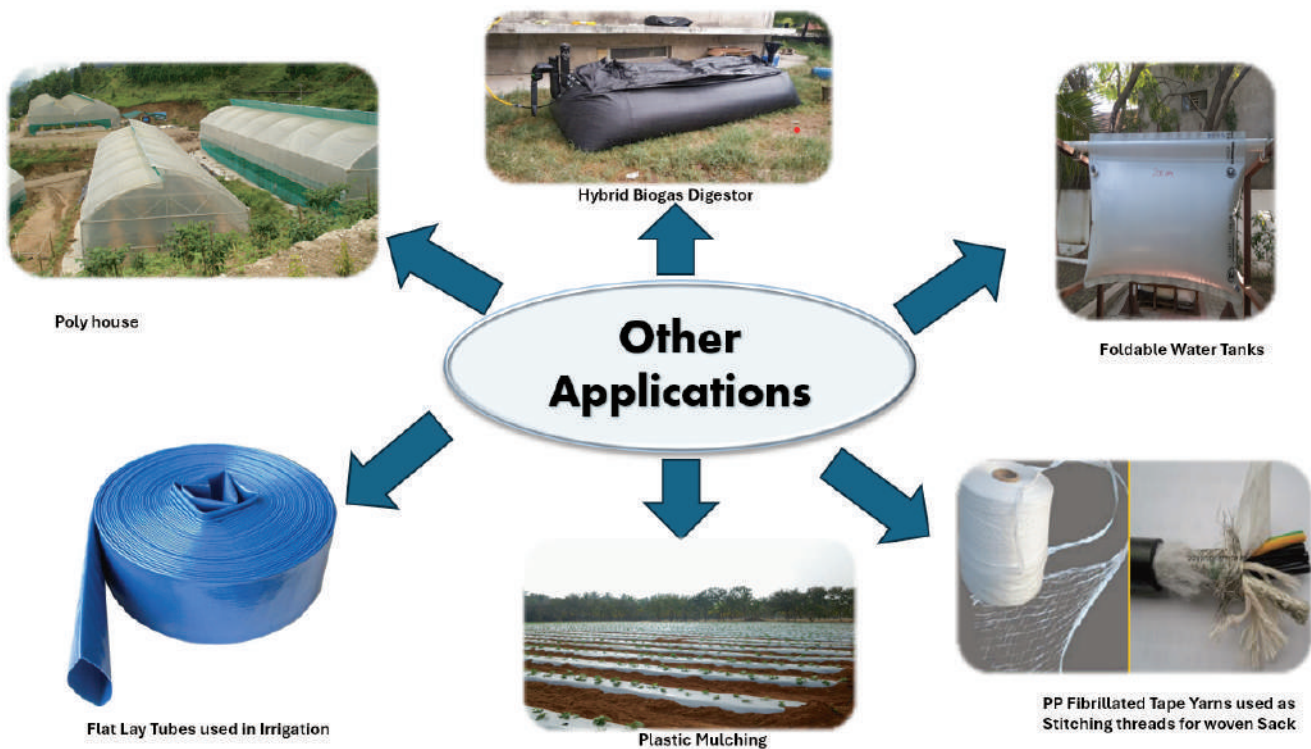 Hybrid Biogas Digestor
Poly house
Foldable Water Tanks
Other
Applications
Flat Lay Tubes used in Irrigation
Plastic Mulching
PP Fibrillated Tape Yarns used as
Stitching threads for woven Sack